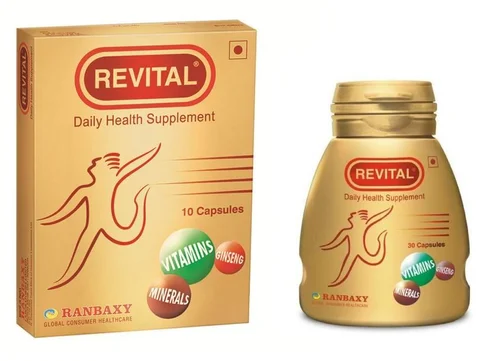 REVITAL®
Daily Health Supplement
10 Capsules
VITAMINS
GINSENG
MINERALS
RANBAXY
GLOBAL CONSUMER HEALTHCARE
REVITAL®
Daily Health Supplement
30 Capsules
VITAMINS
GINSENG
MINERALS
RANBAXY